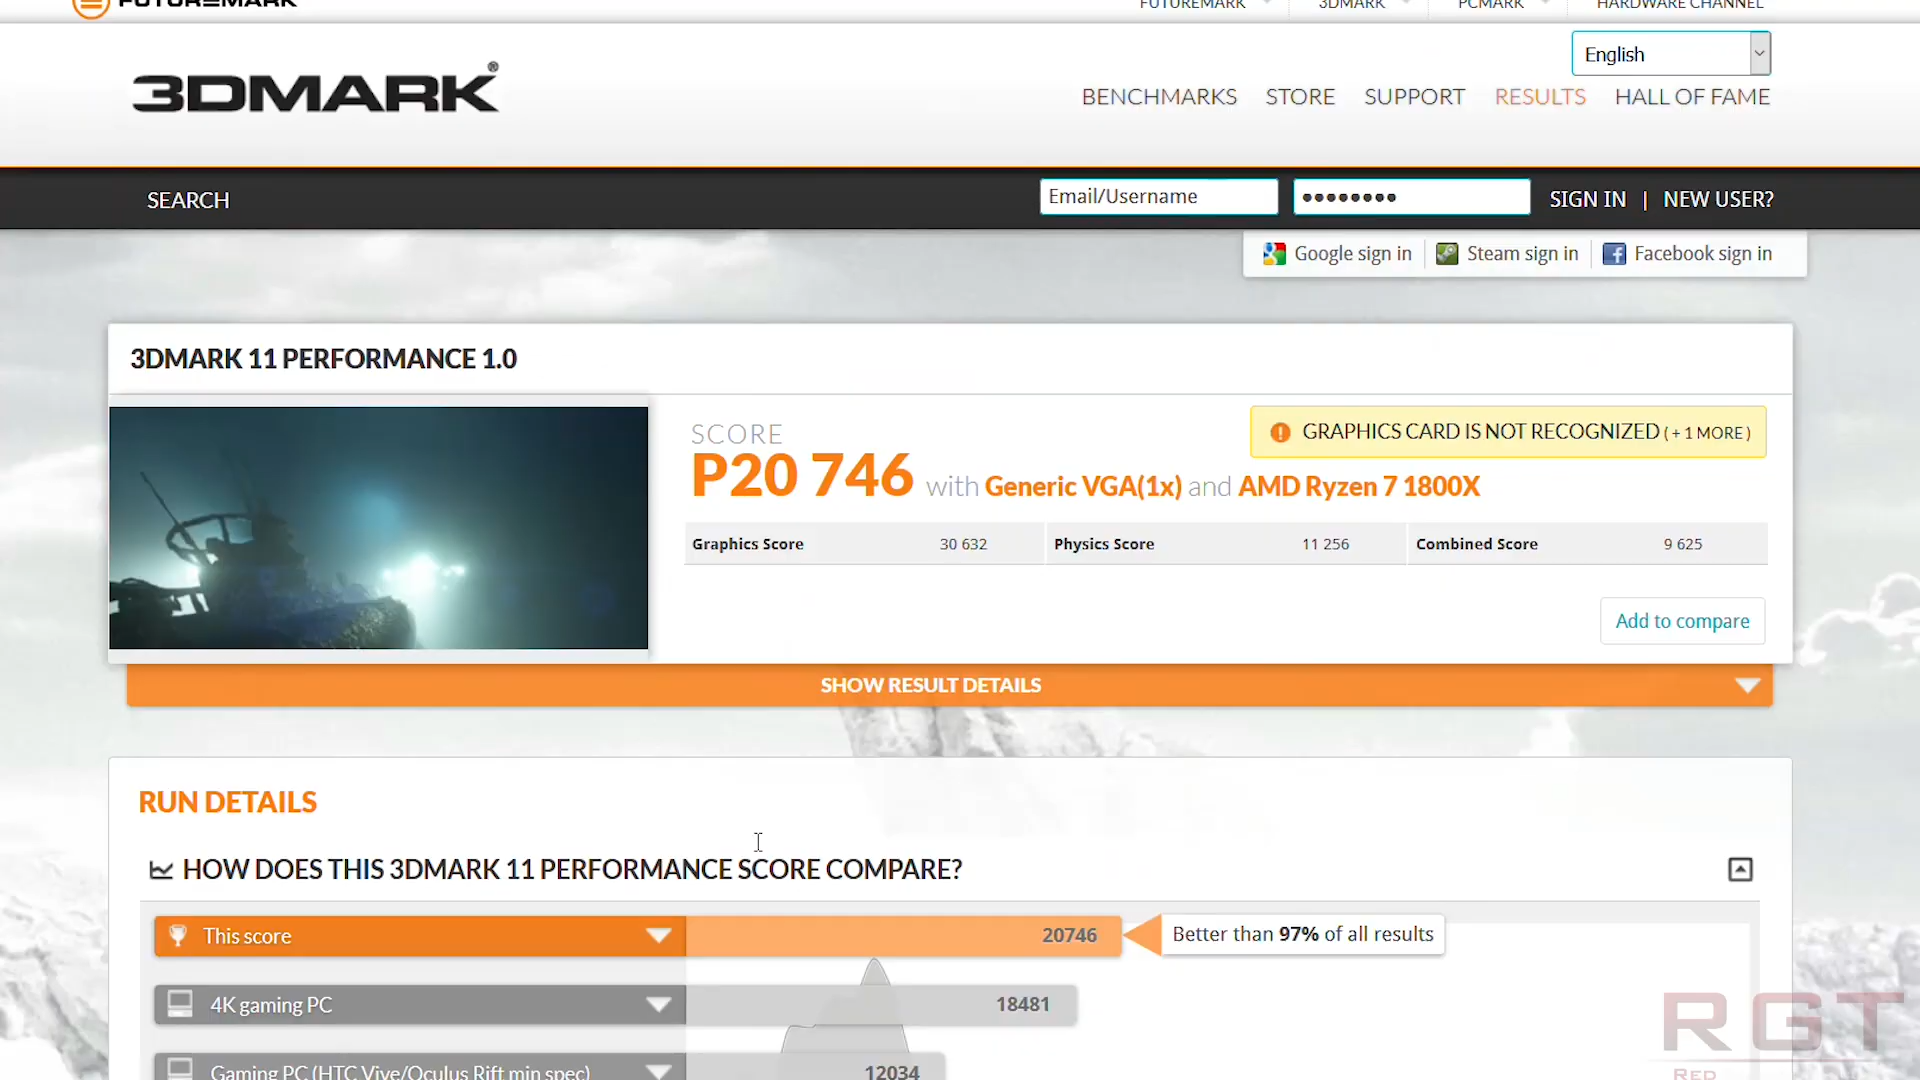 FUTUREMARK
FUTUREMARK 3DMARK PCMARK HARDWARE CHANNEL
English
3DMARK®
BENCHMARKS STORE SUPPORT RESULTS HALL OF FAME
SEARCH
Email/Username
●●●●●●●●
SIGN IN | NEW USER?
Google sign in
Steam sign in
Facebook sign in
3DMARK 11 PERFORMANCE 1.0
SCORE
GRAPHICS CARD IS NOT RECOGNIZED ( + 1 MORE )
P20 746 with Generic VGA(1x) and AMD Ryzen 7 1800X
Graphics Score 30 632 Physics Score 11 256 Combined Score 9 625
Add to compare
SHOW RESULT DETAILS
RUN DETAILS
HOW DOES THIS 3DMARK 11 PERFORMANCE SCORE COMPARE?
This score 20746 Better than 97% of all results
4K gaming PC 18481
Gaming PC (HTC Vive/Oculus Rift min spec) 12034
RGT
RED